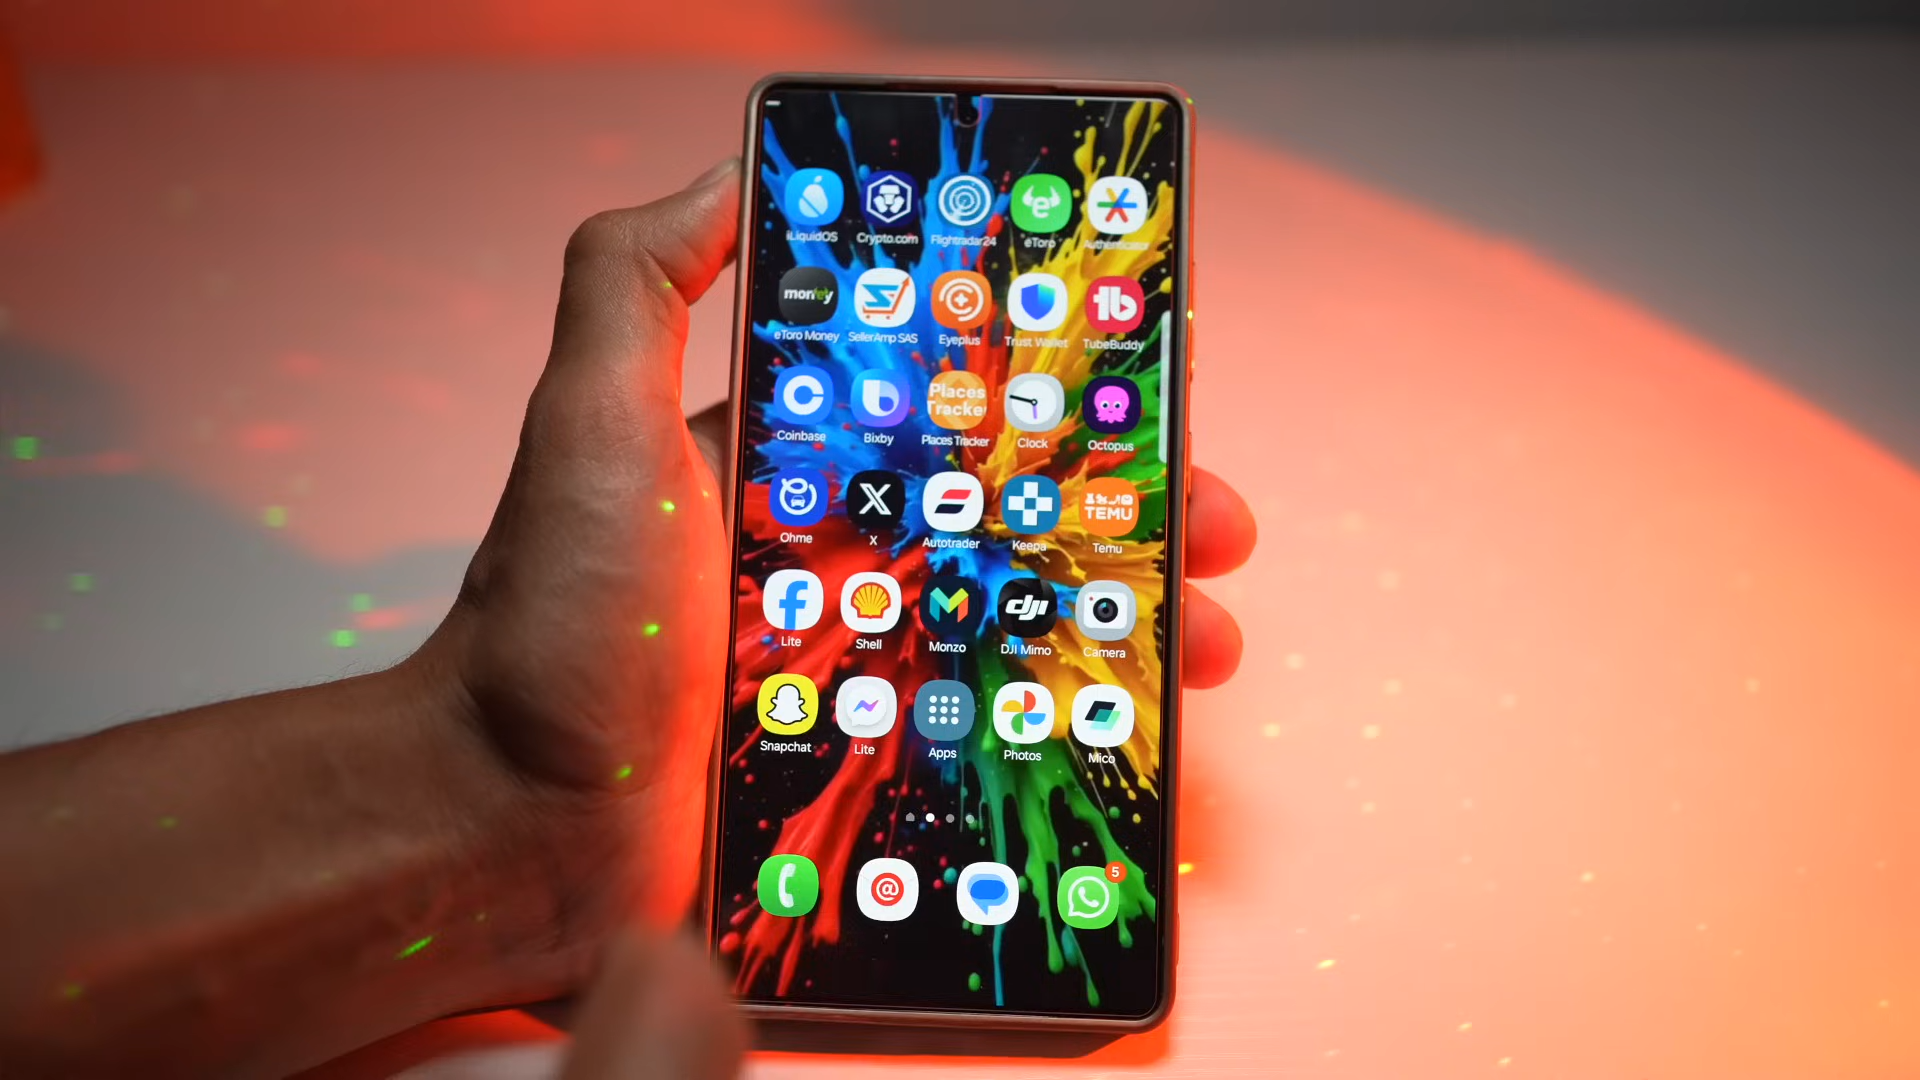 iLiquidOS Crypto.com Flightradar24 eToro Authenticator
mon€y
eToro Money SellerAmp SAS Eyeplus Trust Wallet TubeBuddy
Places
Tracker
Coinbase Bixby Places Tracker Clock Octopus
TEMU
Ohme X Autotrader Keepa Temu
dji
Lite Shell Monzo DJI Mimo Camera
Snapchat Lite Apps Photos Mico
5